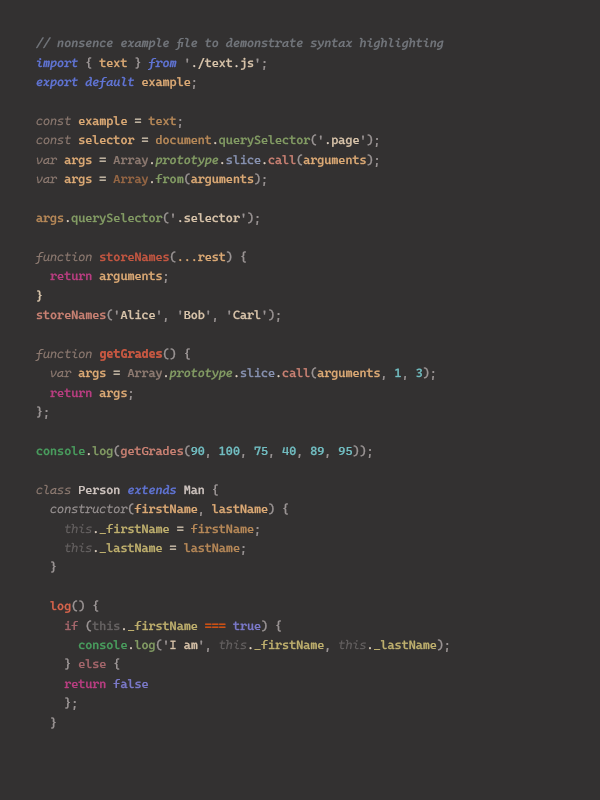 // nonsence example file to demonstrate syntax highlighting
import { text } from './text.js';
export default example;

const example = text;
const selector = document.querySelector('.page');
var args = Array.prototype.slice.call(arguments);
var args = Array.from(arguments);

args.querySelector('.selector');

function storeNames(...rest) {
  return arguments;
}
storeNames('Alice', 'Bob', 'Carl');

function getGrades() {
  var args = Array.prototype.slice.call(arguments, 1, 3);
  return args;
};

console.log(getGrades(90, 100, 75, 40, 89, 95));

class Person extends Man {
  constructor(firstName, lastName) {
    this._firstName = firstName;
    this._lastName = lastName;
  }

  log() {
    if (this._firstName === true) {
      console.log('I am', this._firstName, this._lastName);
    } else {
    return false
    };
  }